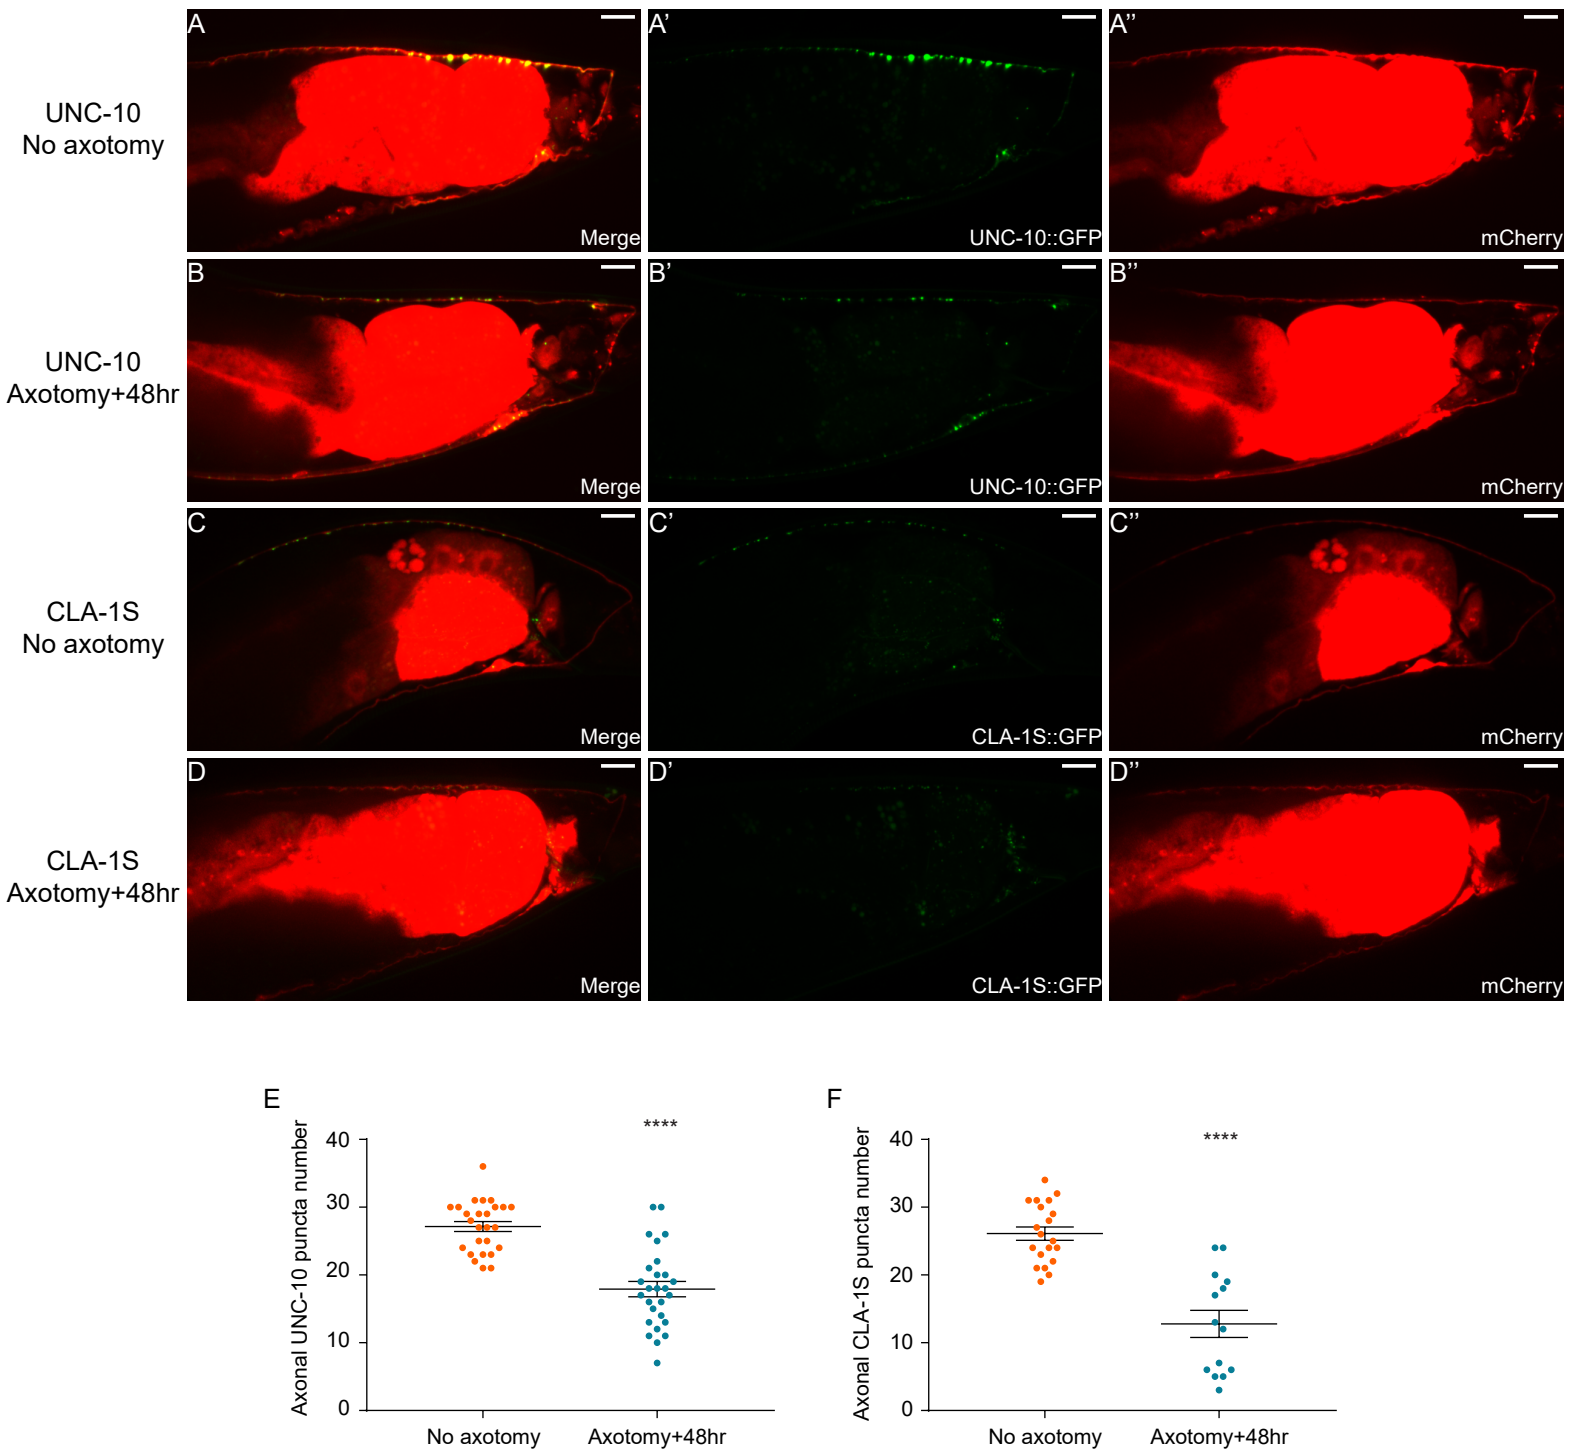 A
A’
A’’
UNC-10
No axotomy
Merge
UNC-10::GFP
mCherry
B
B’
B’’
UNC-10
Axotomy+48hr
Merge
UNC-10::GFP
mCherry
C
C’
C’’
CLA-1S
No axotomy
Merge
CLA-1S::GFP
mCherry
D
D’
D’’
CLA-1S
Axotomy+48hr
Merge
CLA-1S::GFP
mCherry
E
Axonal UNC-10 puncta number
40
30
20
10
0
****
No axotomy
Axotomy+48hr
F
Axonal CLA-1S puncta number
40
30
20
10
0
****
No axotomy
Axotomy+48hr